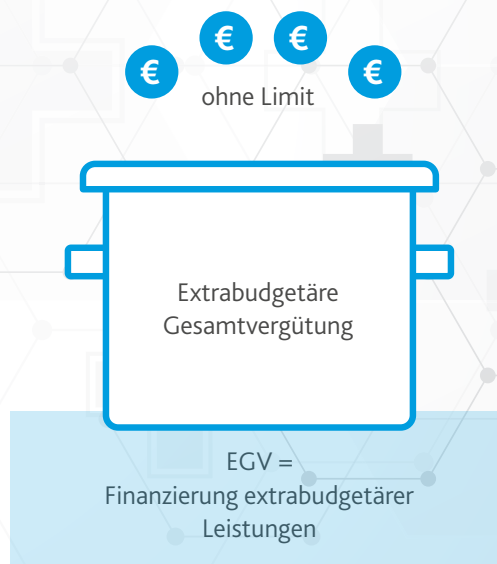 € € € €
ohne Limit
Extrabudgetäre
Gesamtvergütung
EGV =
Finanzierung extrabudgetärer
Leistungen